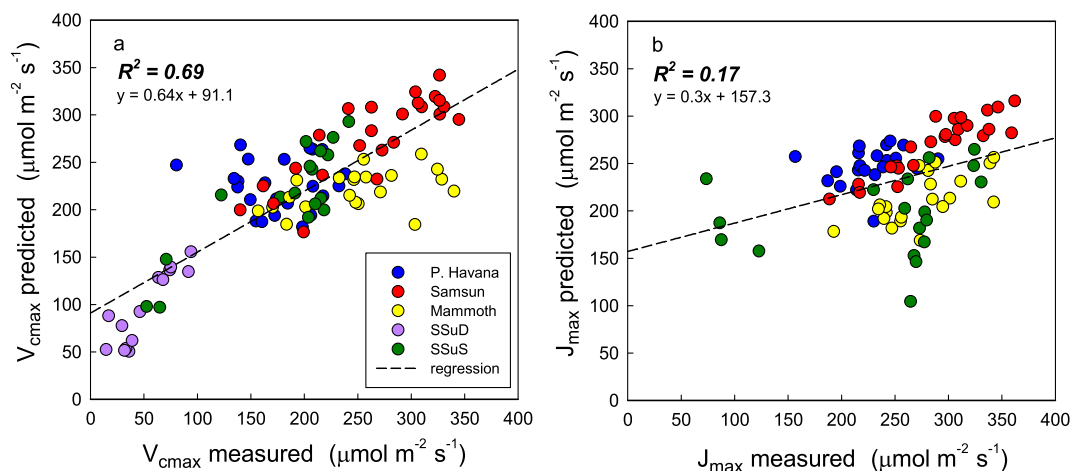 a
R² = 0.69
y = 0.64x + 91.1
V_cmax predicted (μmol m⁻² s⁻¹)
400
350
300
250
200
150
100
50
0
P. Havana
Samsun
Mammoth
SSuD
SSuS
regression
0 50 100 150 200 250 300 350 400
V_cmax measured (μmol m⁻² s⁻¹)
b
R² = 0.17
y = 0.3x + 157.3
J_max predicted (μmol m⁻² s⁻¹)
400
350
300
250
200
150
100
50
0
0 50 100 150 200 250 300 350 400
J_max measured (μmol m⁻² s⁻¹)